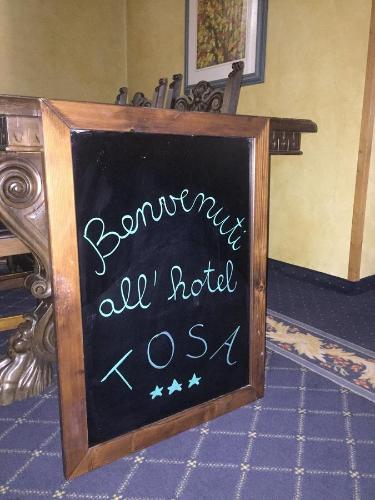 Benvenuti
all' hotel
TOSA
★★★